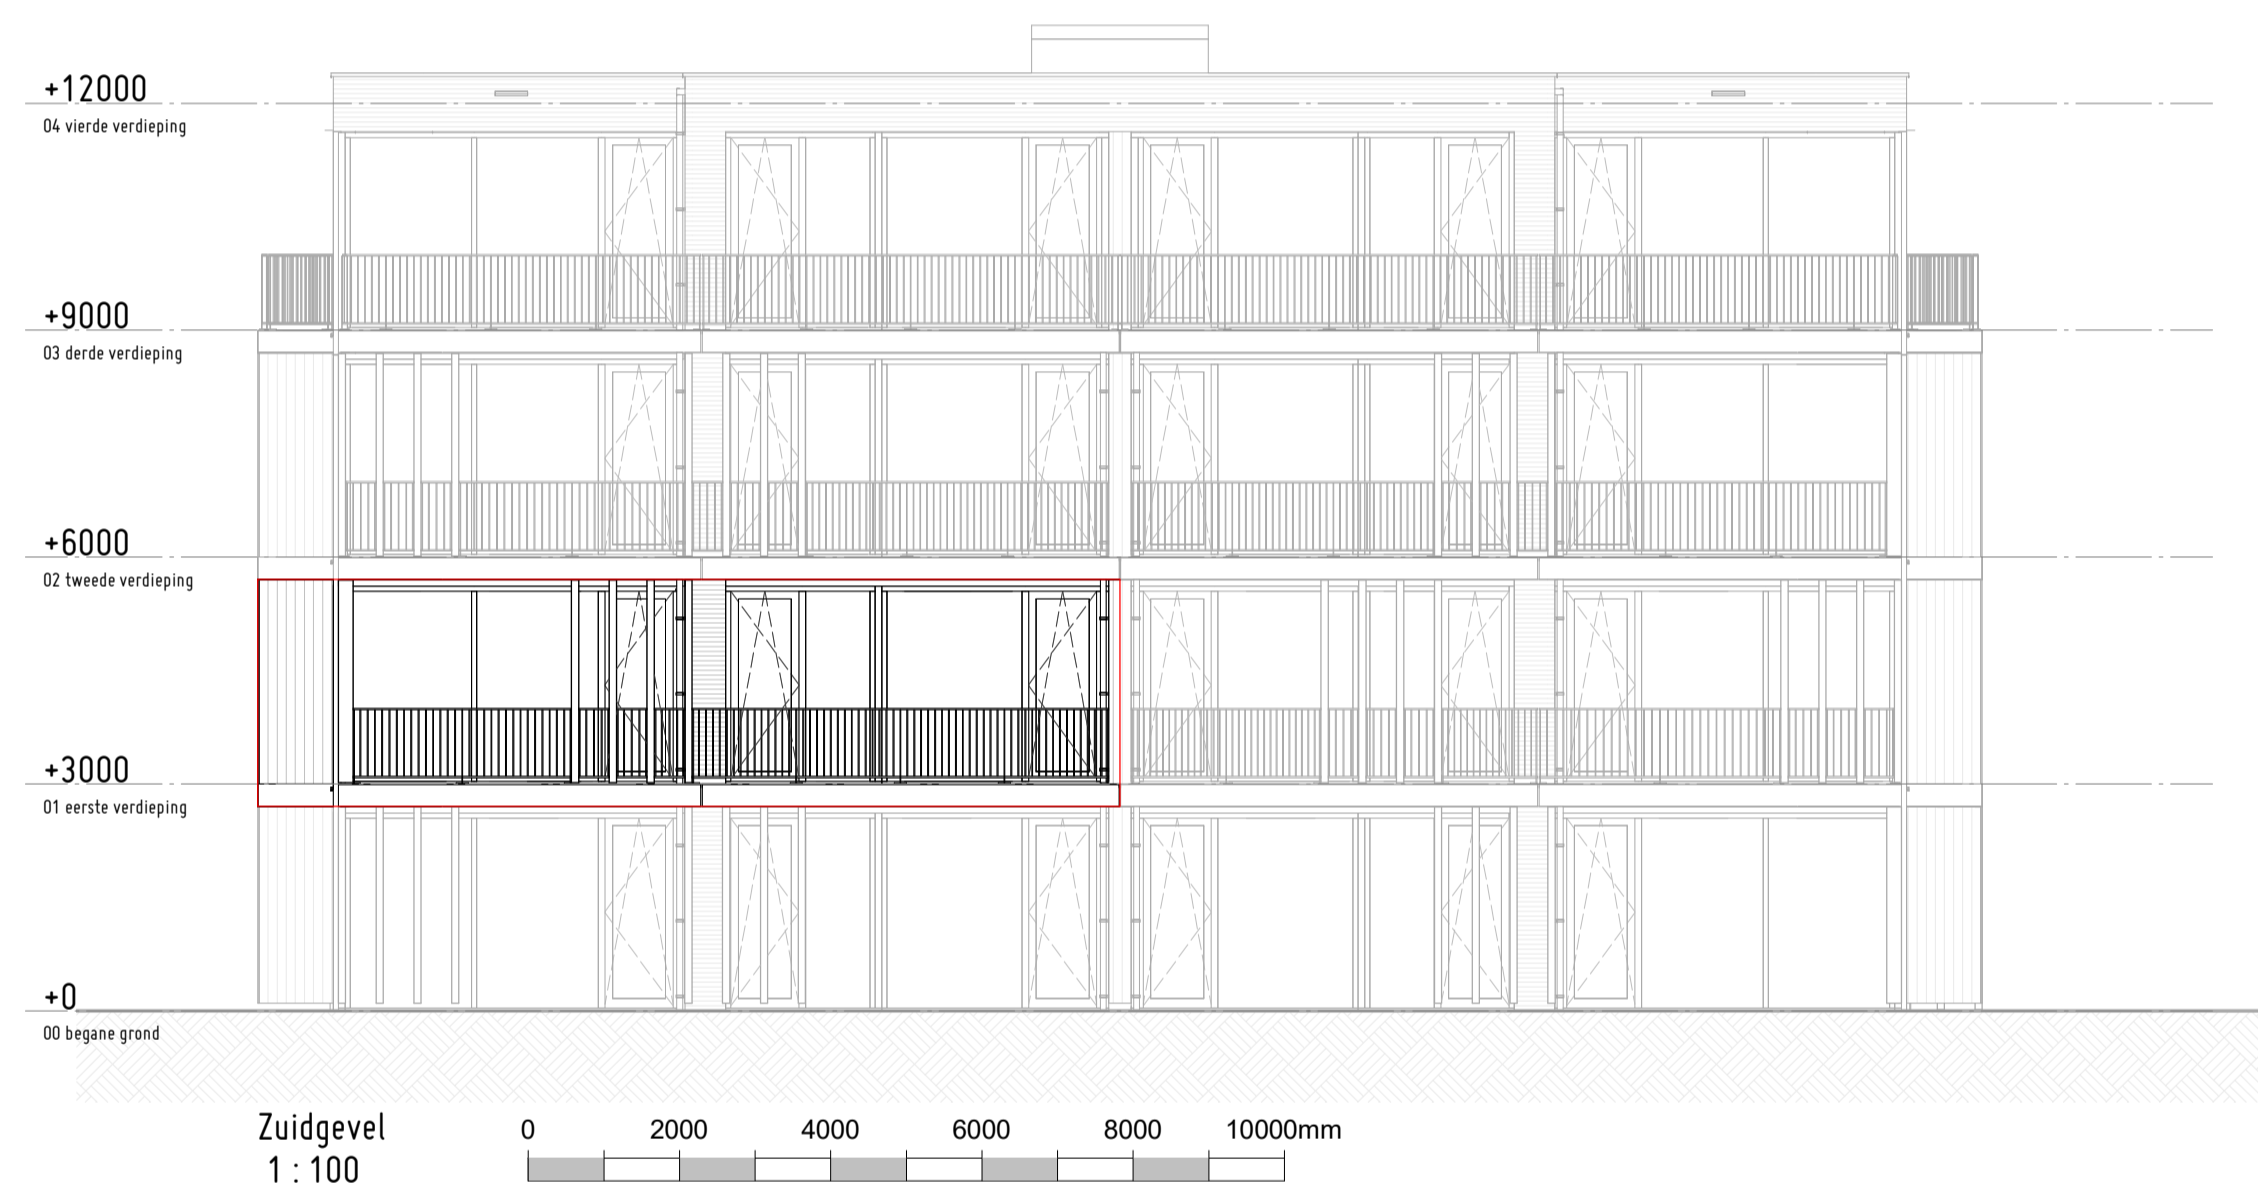 +12000
04 vierde verdieping
+9000
03 derde verdieping
+6000
02 tweede verdieping
+3000
01 eerste verdieping
+0
00 begane grond
Zuidgevel
1 : 100
0 2000 4000 6000 8000 10000mm